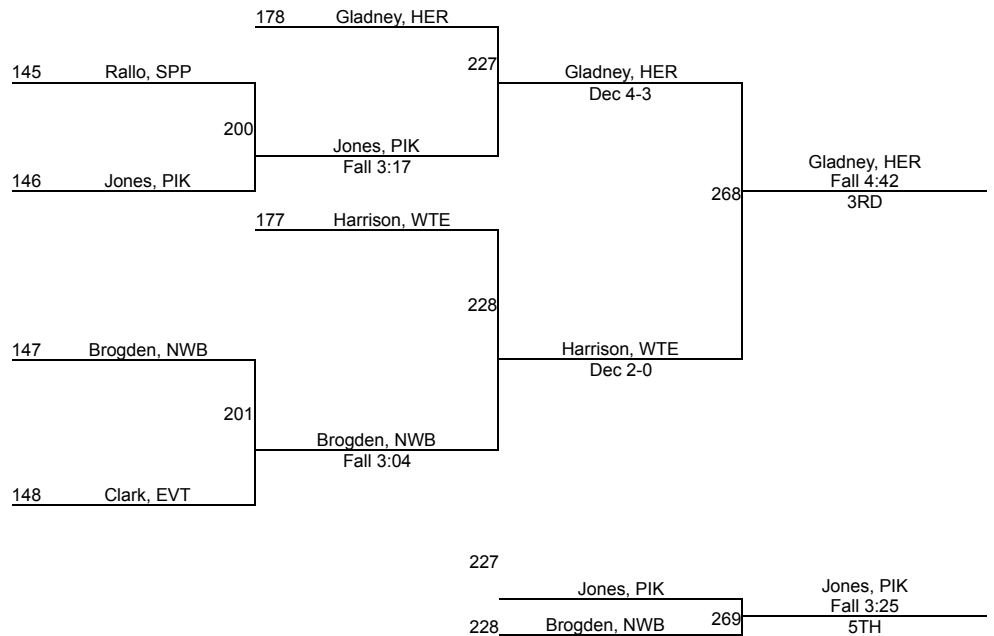 178 Gladney, HER
227
145 Rallo, SPP
Gladney, HER
Dec 4-3
200
Jones, PIK
Fall 3:17
146 Jones, PIK
Gladney, HER
Fall 4:42
3RD
268
177 Harrison, WTE
228
147 Brogden, NWB
Harrison, WTE
Dec 2-0
201
Brogden, NWB
Fall 3:04
148 Clark, EVT
227
Jones, PIK
228 Brogden, NWB
269
Jones, PIK
Fall 3:25
5TH